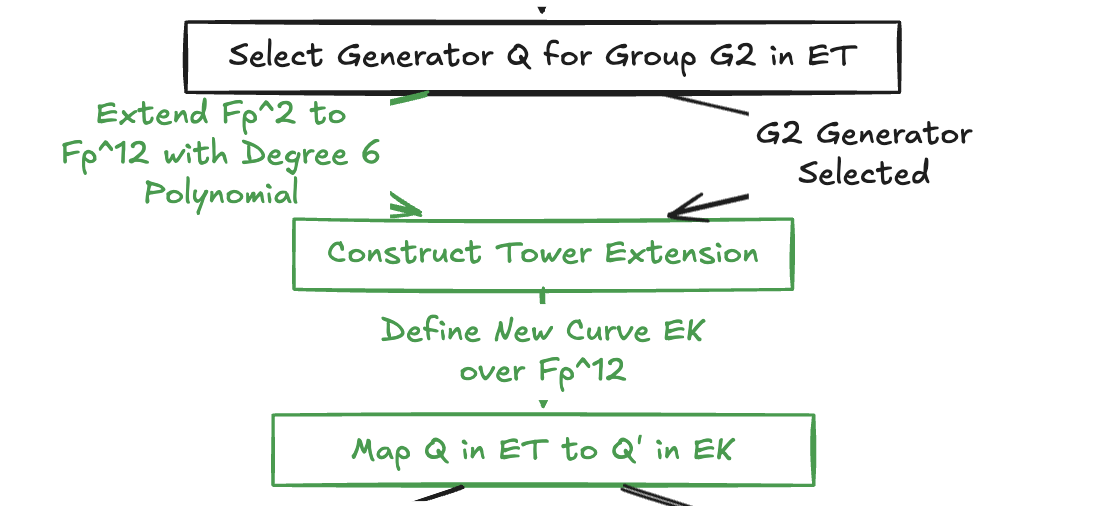 Select Generator Q for Group G2 in ET
Extend Fp^2 to
Fp^12 with Degree 6
Polynomial
G2 Generator
Selected
Construct Tower Extension
Define New Curve EK
over Fp^12
Map Q in ET to Q' in EK